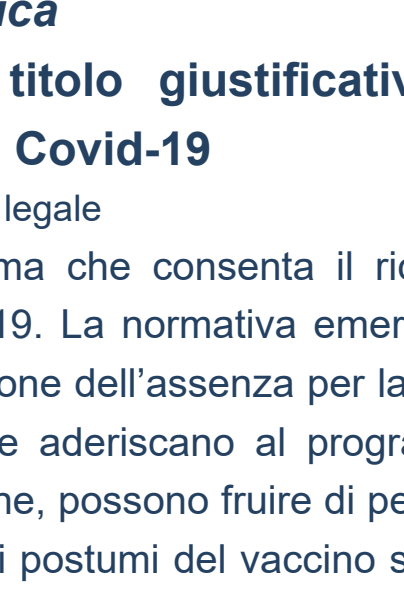 ica
titolo giustificativ
Covid-19
legale
ma che consenta il ric
19. La normativa emer
one dell’assenza per la
e aderiscano al progra
ne, possono fruire di pe
i postumi del vaccino s